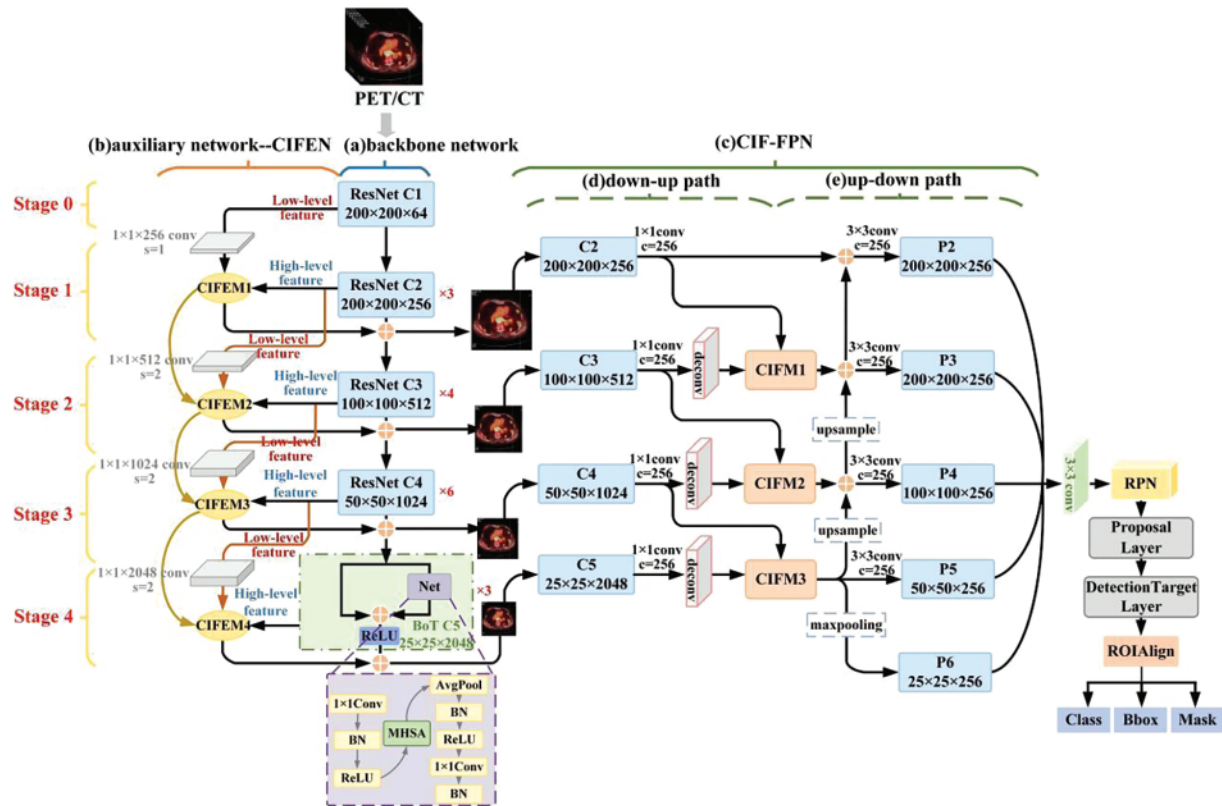 PET/CT
(b)auxiliary network--CIFEN
(a)backbone network
(c)CIF-FPN
(d)down-up path
(e)up-down path
Stage 0
Stage 1
Stage 2
Stage 3
Stage 4
Low-level
feature
ResNet C1
200×200×64
1×1×256 conv
s=1
CIFEM1
High-level
feature
ResNet C2
200×200×256
×3
Low-level
feature
1×1×512 conv
s=2
CIFEM2
High-level
feature
ResNet C3
100×100×512
×4
Low-level
feature
1×1×1024 conv
s=2
CIFEM3
High-level
feature
ResNet C4
50×50×1024
×6
Low-level
feature
1×1×2048 conv
s=2
CIFEM4
High-level
feature
Net
×3
ReLU
BoT C5
25×25×2048
1×1Conv
BN
ReLU
MHSA
AvgPool
BN
ReLU
1×1Conv
BN
C2
200×200×256
1×1conv
c=256
3×3conv
c=256
P2
200×200×256
C3
100×100×512
1×1conv
c=256
deconv
CIFM1
3×3conv
c=256
P3
200×200×256
upsample
C4
50×50×1024
1×1conv
c=256
deconv
CIFM2
3×3conv
c=256
P4
100×100×256
upsample
C5
25×25×2048
1×1conv
c=256
deconv
CIFM3
3×3conv
c=256
P5
50×50×256
maxpooling
P6
25×25×256
3×3 conv
RPN
Proposal
Layer
DetectionTarget
Layer
ROIAlign
Class
Bbox
Mask